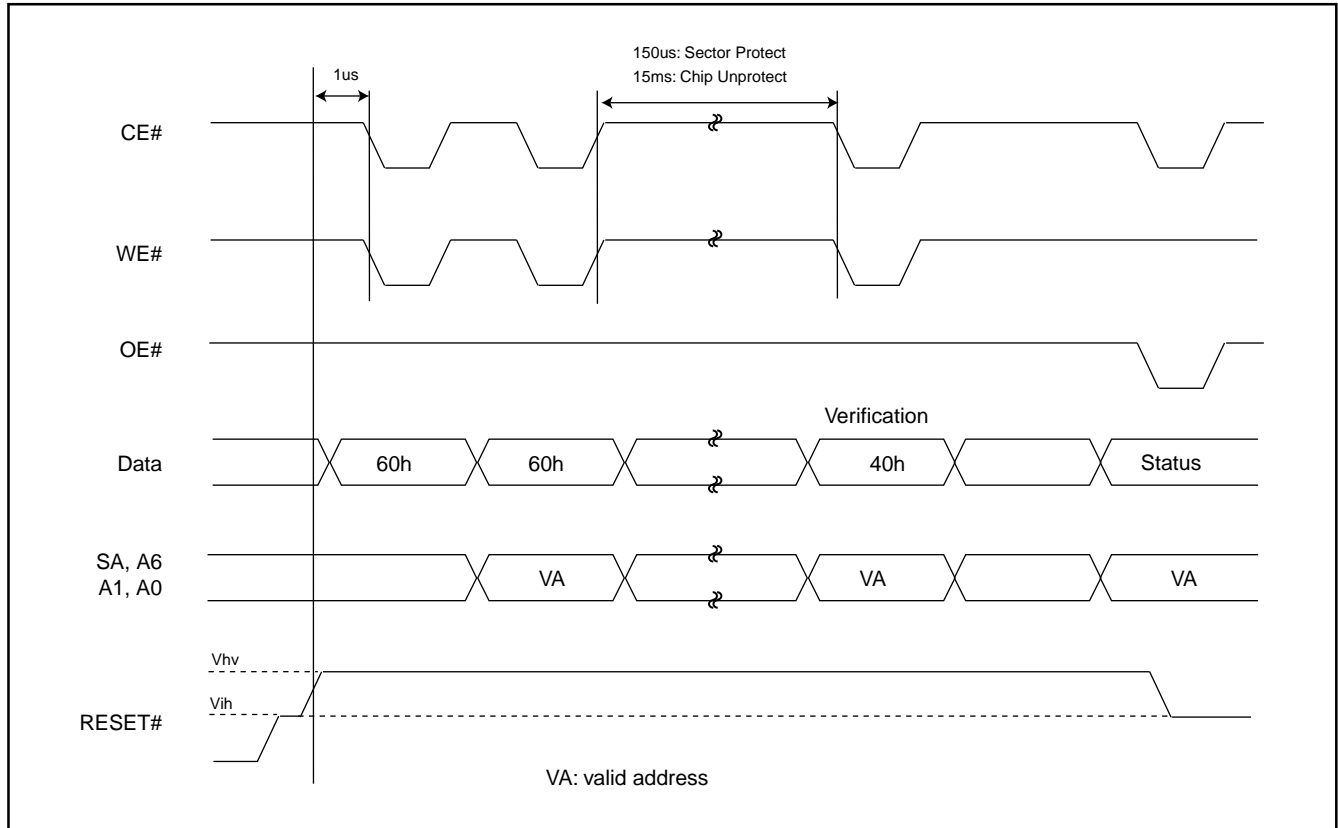 150us: Sector Protect
15ms: Chip Unprotect
1us
CE#
WE#
OE#
Verification
Data
60h
60h
40h
Status
SA, A6
A1, A0
VA
VA
VA
Vhv
Vih
RESET#
VA: valid address